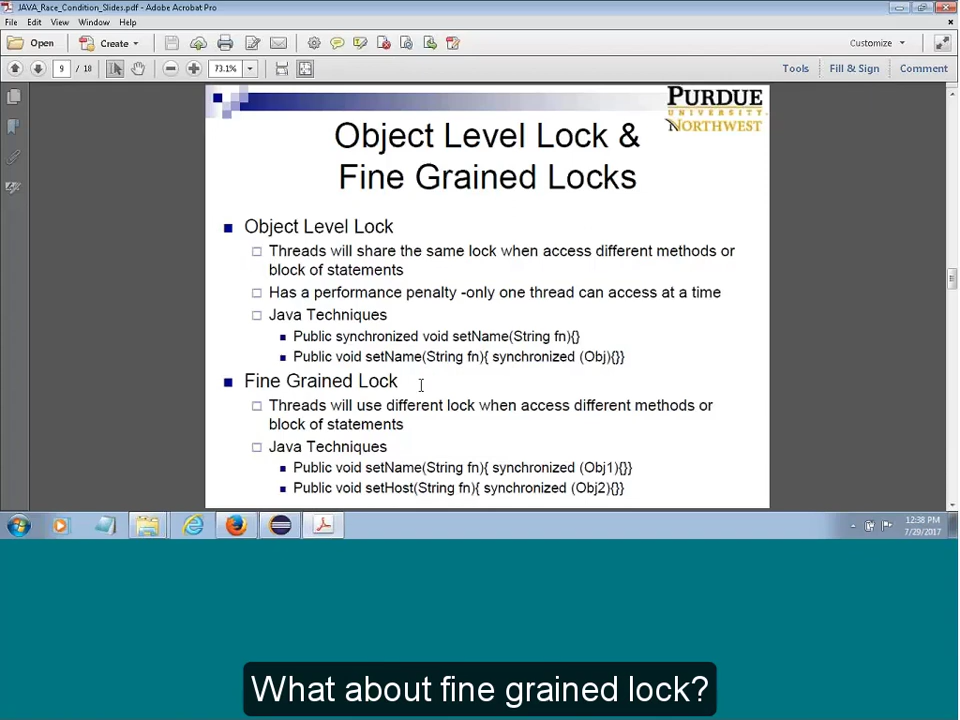 JAVA_Race_Condition_Slides.pdf - Adobe Acrobat Pro
File Edit View Window Help
Open Create Customize
9 / 18 73.1% Tools Fill & Sign Comment
PURDUE
UNIVERSITY
NORTHWEST
Object Level Lock &
Fine Grained Locks
Object Level Lock
Threads will share the same lock when access different methods or
block of statements
Has a performance penalty -only one thread can access at a time
Java Techniques
Public synchronized void setName(String fn){}
Public void setName(String fn){ synchronized (Obj){}}
Fine Grained Lock
Threads will use different lock when access different methods or
block of statements
Java Techniques
Public void setName(String fn){ synchronized (Obj1){}}
Public void setHost(String fn){ synchronized (Obj2){}}
12:38 PM
7/29/2017
What about fine grained lock?